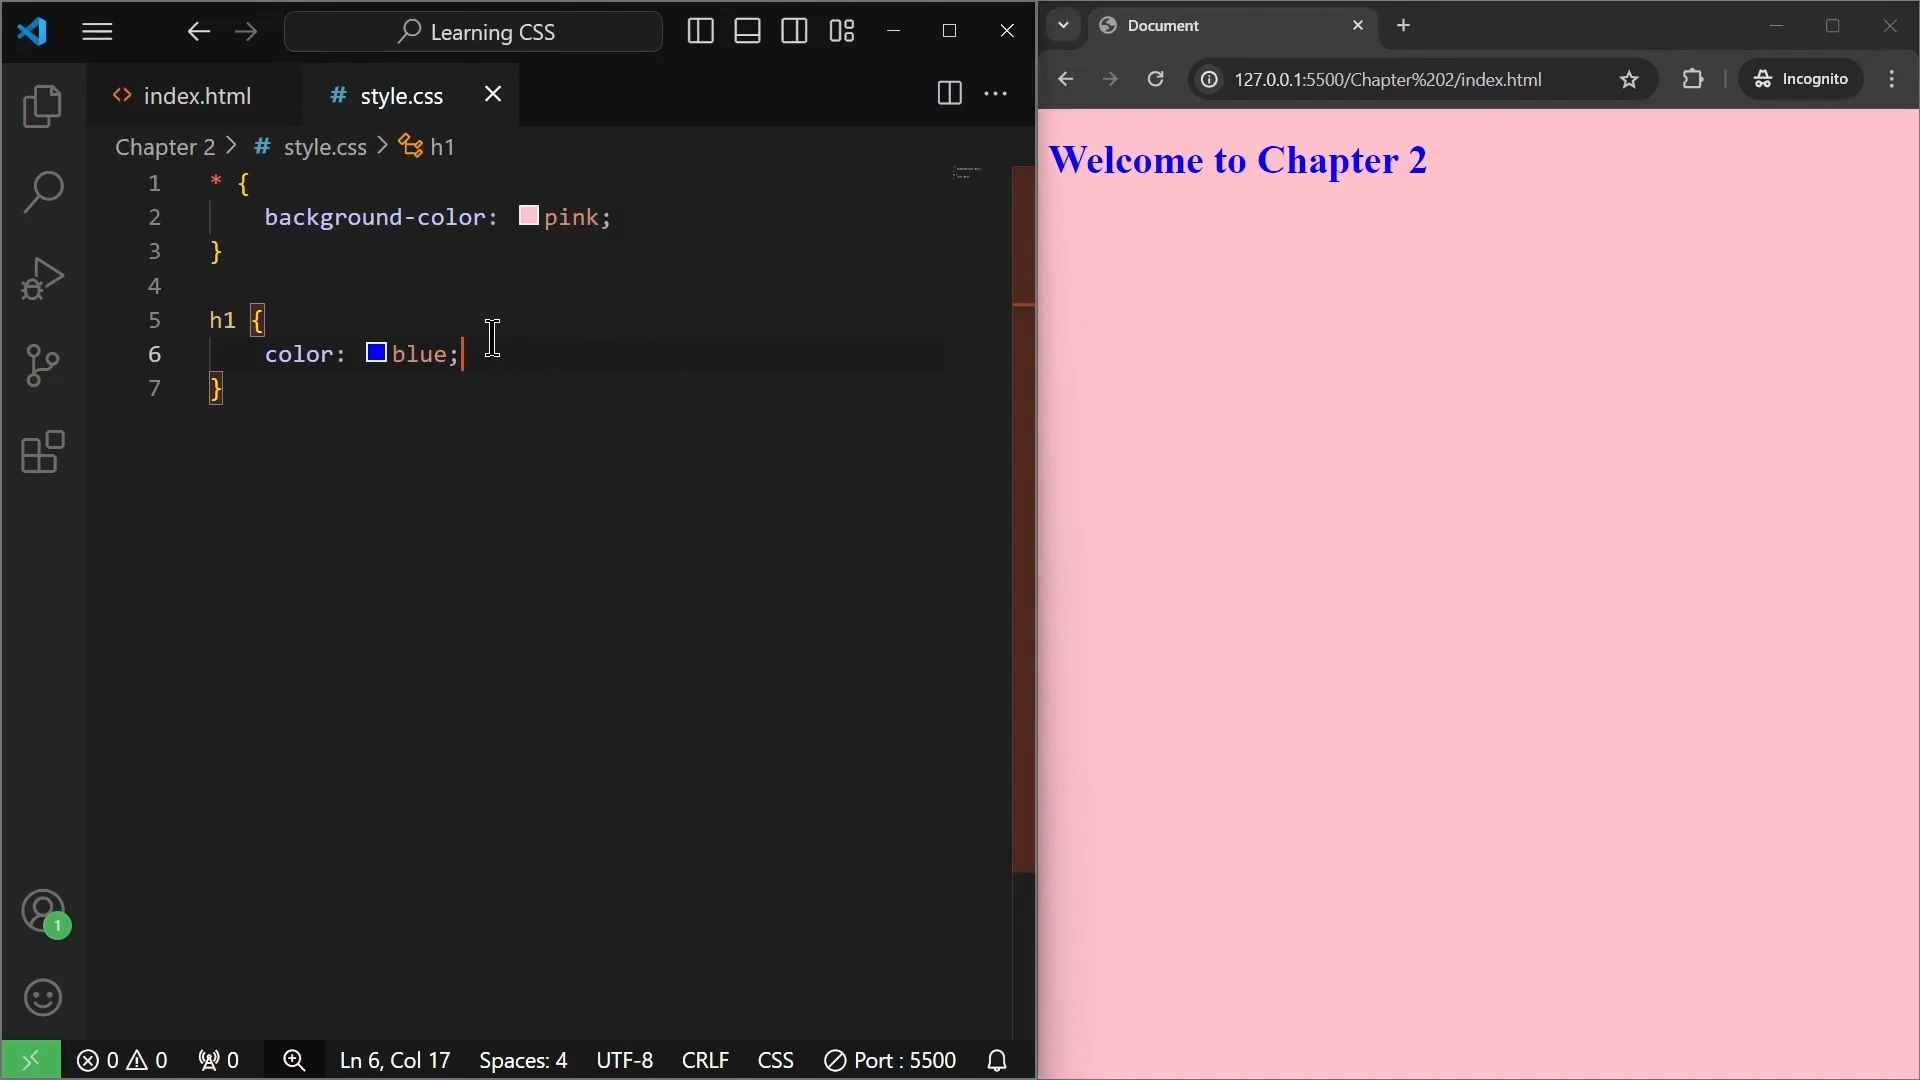 Learning CSS
index.html
# style.css
Chapter 2 > # style.css > h1
1 * {
2 background-color: pink;
3 }
4
5 h1 {
6 color: blue;
7 }
1
0 0 0 Ln 6, Col 17 Spaces: 4 UTF-8 CRLF CSS Port : 5500
Document
127.0.0.1:5500/Chapter%202/index.html
Incognito
Welcome to Chapter 2